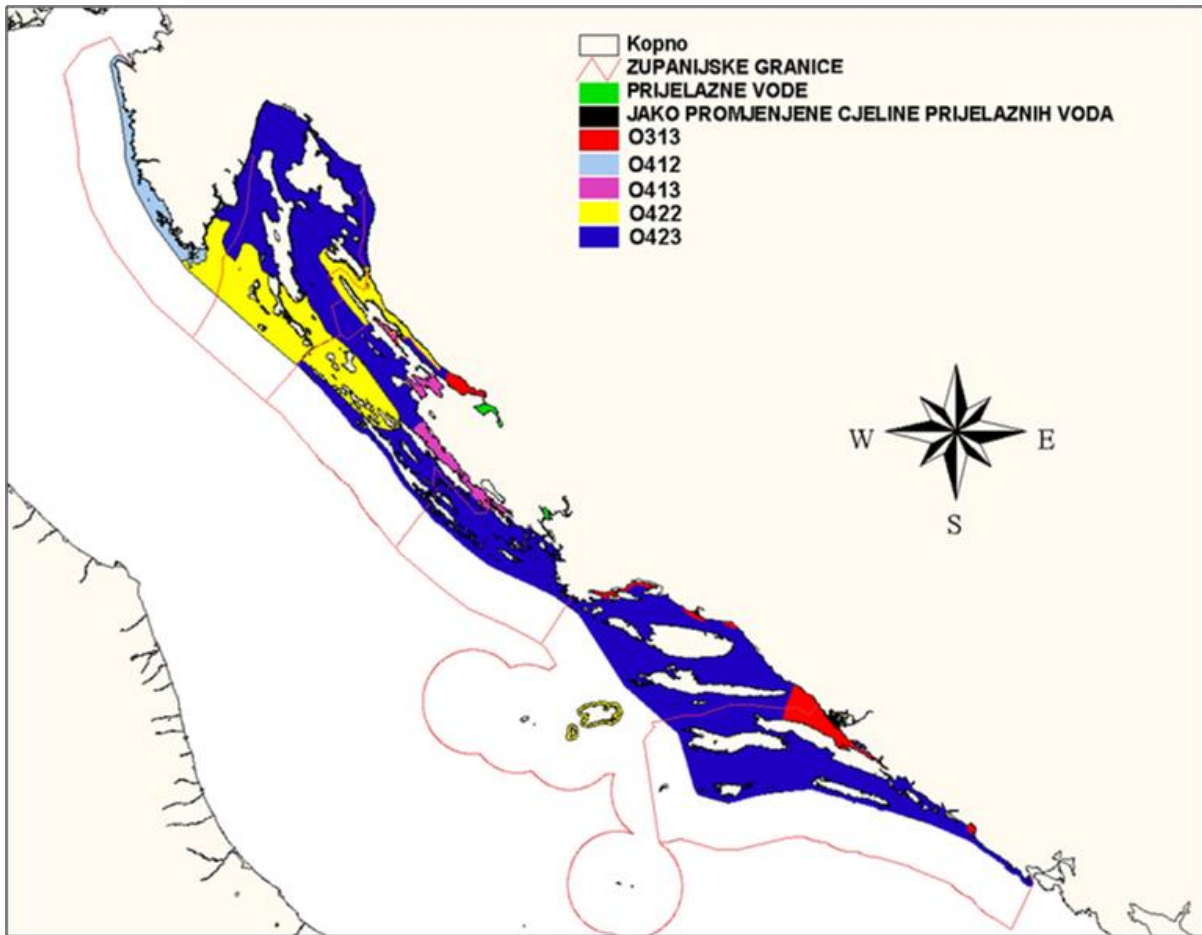 Kopno
ZUPANIJSKE GRANICE
PRIJELAZNE VODE
JAKO PROMJENJENE CJELINE PRIJELAZNIH VODA
O313
O412
O413
O422
O423
W E
S